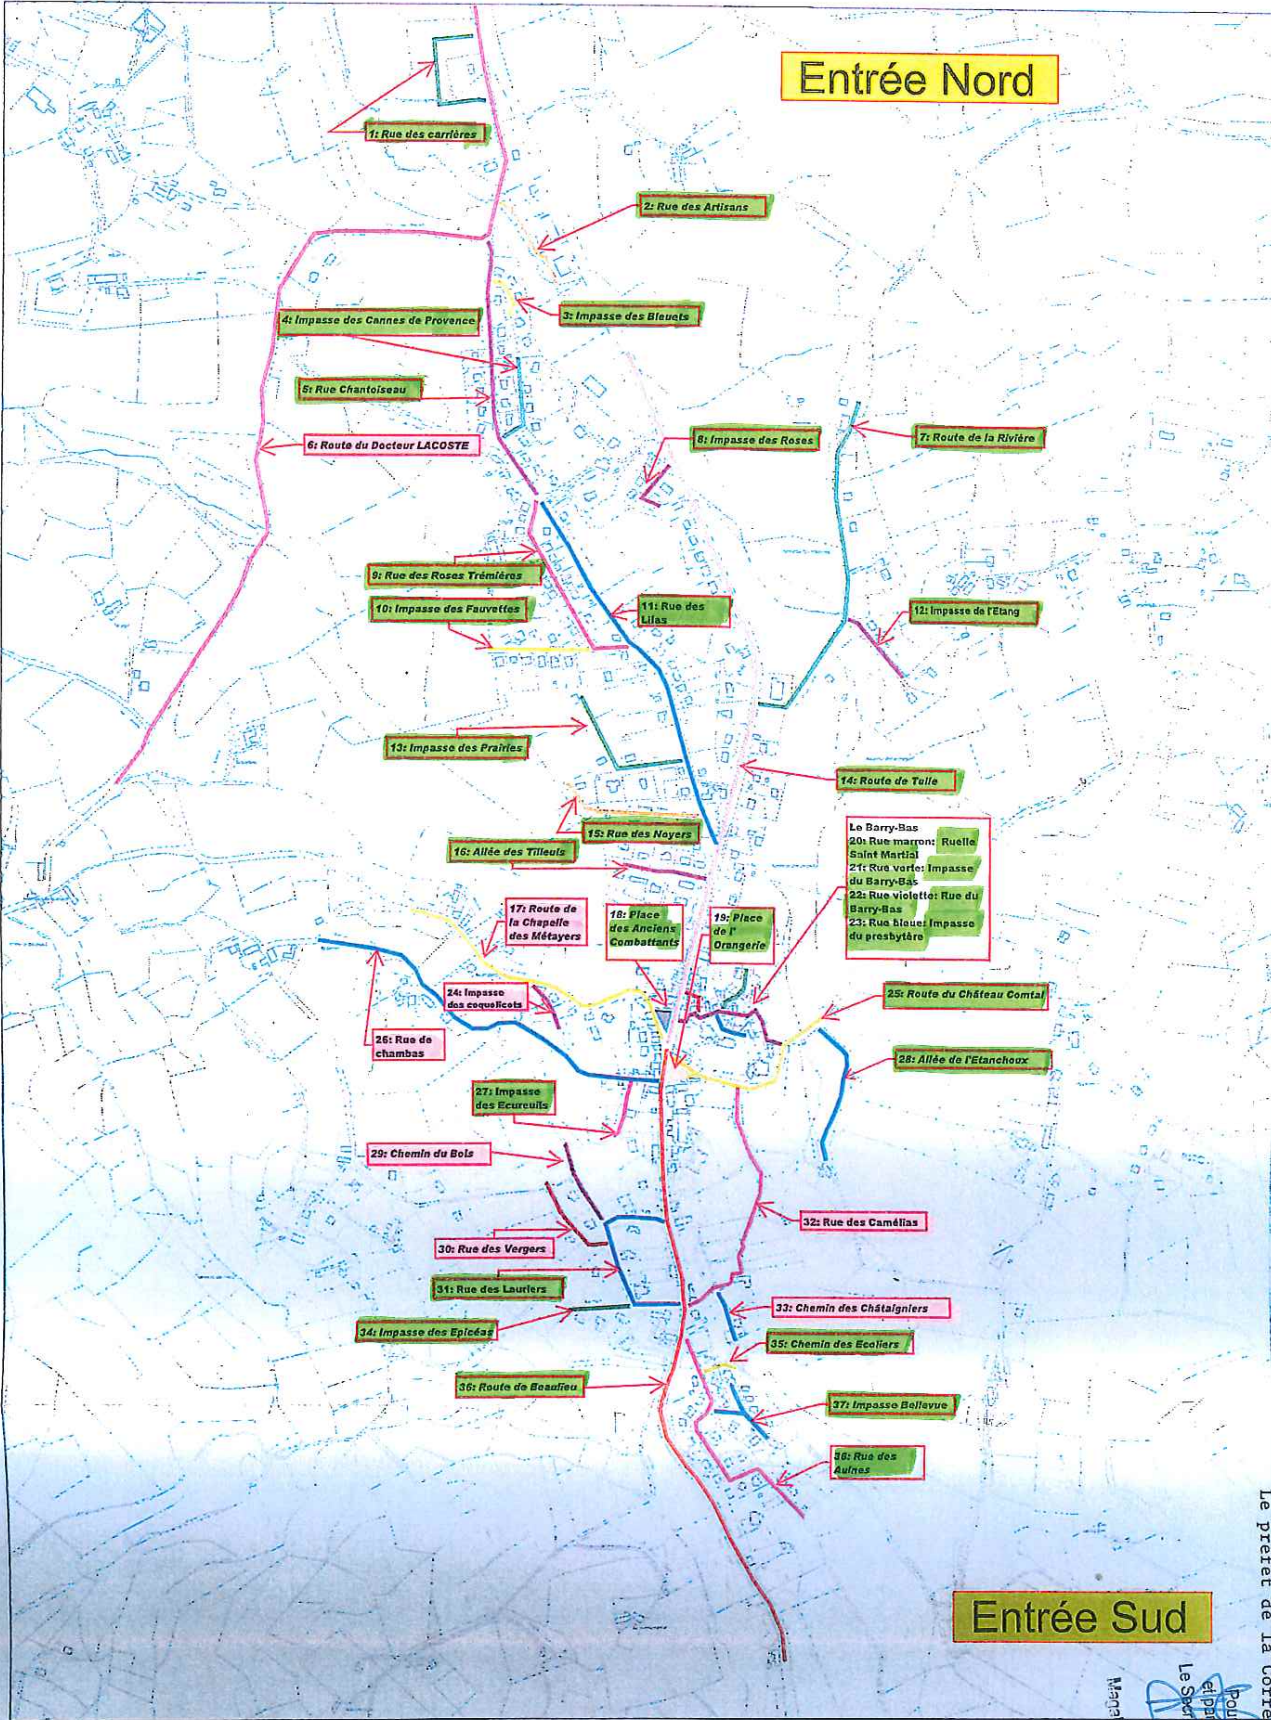 Entrée Nord
1: Rue des carrières
2: Rue des Artisans
3: Impasse des Bleuets
4: Impasse des Cannes de Provence
5: Rue Chantoiseau
6: Route du Docteur LACOSTE
7: Route de la Rivière
8: Impasse des Roses
9: Rue des Roses Trémières
10: Impasse des Fauvettes
11: Rue des
Lilas
12: Impasse de l'Etang
13: Impasse des Prairies
14: Route de Tulle
15: Rue des Noyers
16: Allée des Tilleuls
17: Route de
la Chapelle
des Métayers
18: Place
des Anciens
Combattants
19: Place
de l'
Orangerie
Le Barry-Bas
20: Rue marron: Ruelle
Saint Martial
21: Rue verte: Impasse
du Barry-Bas
22: Rue violette: Rue du
Barry-Bas
23: Rue bleue: Impasse
du presbytère
24: Impasse
des coquelicots
25: Route du Château Comtal
26: Rue de
chambas
27: Impasse
des Ecureuils
28: Allée de l'Etanchoux
29: Chemin du Bois
30: Rue des Vergers
31: Rue des Lauriers
32: Rue des Camélias
33: Chemin des Châtaigniers
34: Impasse des Epicéas
35: Chemin des Ecoliers
36: Route de Beaulieu
37: Impasse Bellevue
38: Rue des
Aulnes
Entrée Sud
Le préfet de la Corrè
Pou
et par
Le Secr